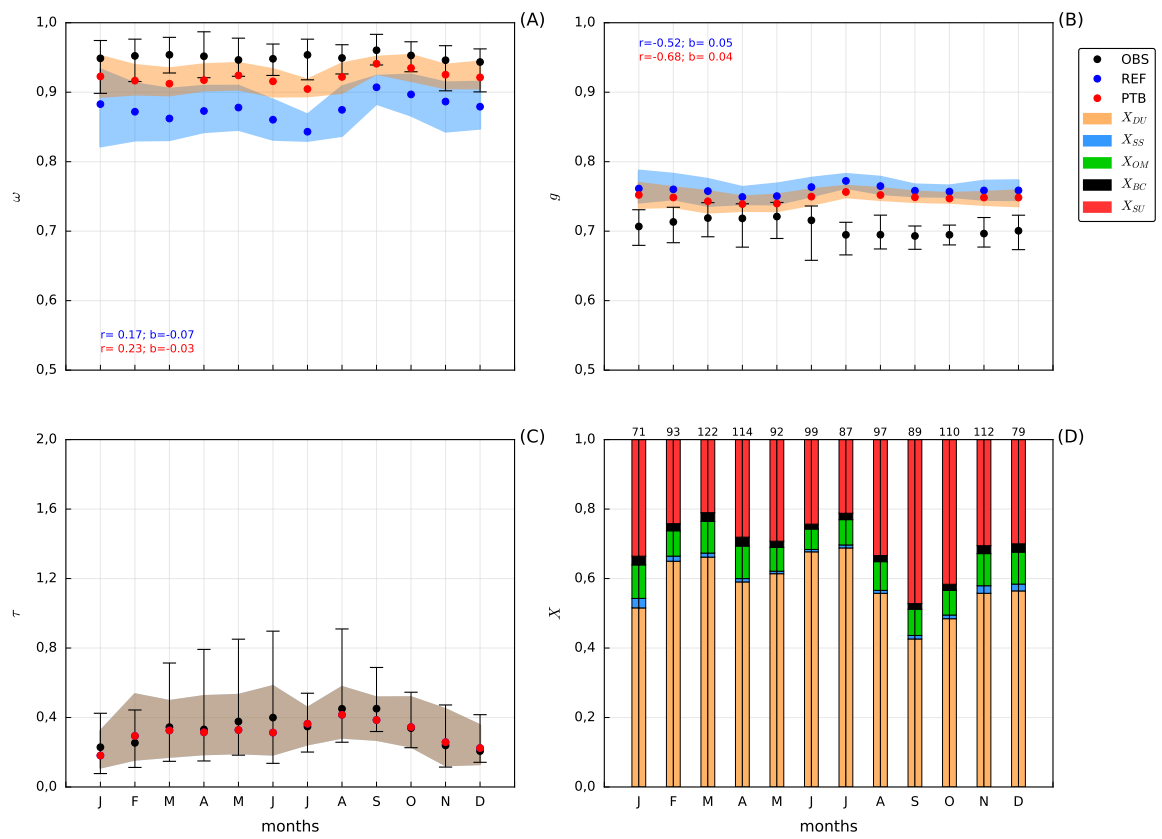 (A)
1,0
0,9
0,8
0,7
0,6
0,5
ω
r= 0.17; b=-0.07
r= 0.23; b=-0.03
(B)
1,0
0,9
0,8
0,7
0,6
0,5
g
r=-0.52; b= 0.05
r=-0.68; b= 0.04
OBS
REF
PTB
X_DU
X_SS
X_OM
X_BC
X_SU
(C)
2,0
1,6
1,2
0,8
0,4
0,0
τ
J F M A M J J A S O N D
months
(D)
71 93 122 114 92 99 87 97 89 110 112 79
1,0
0,8
0,6
0,4
0,2
0,0
X
J F M A M J J A S O N D
months